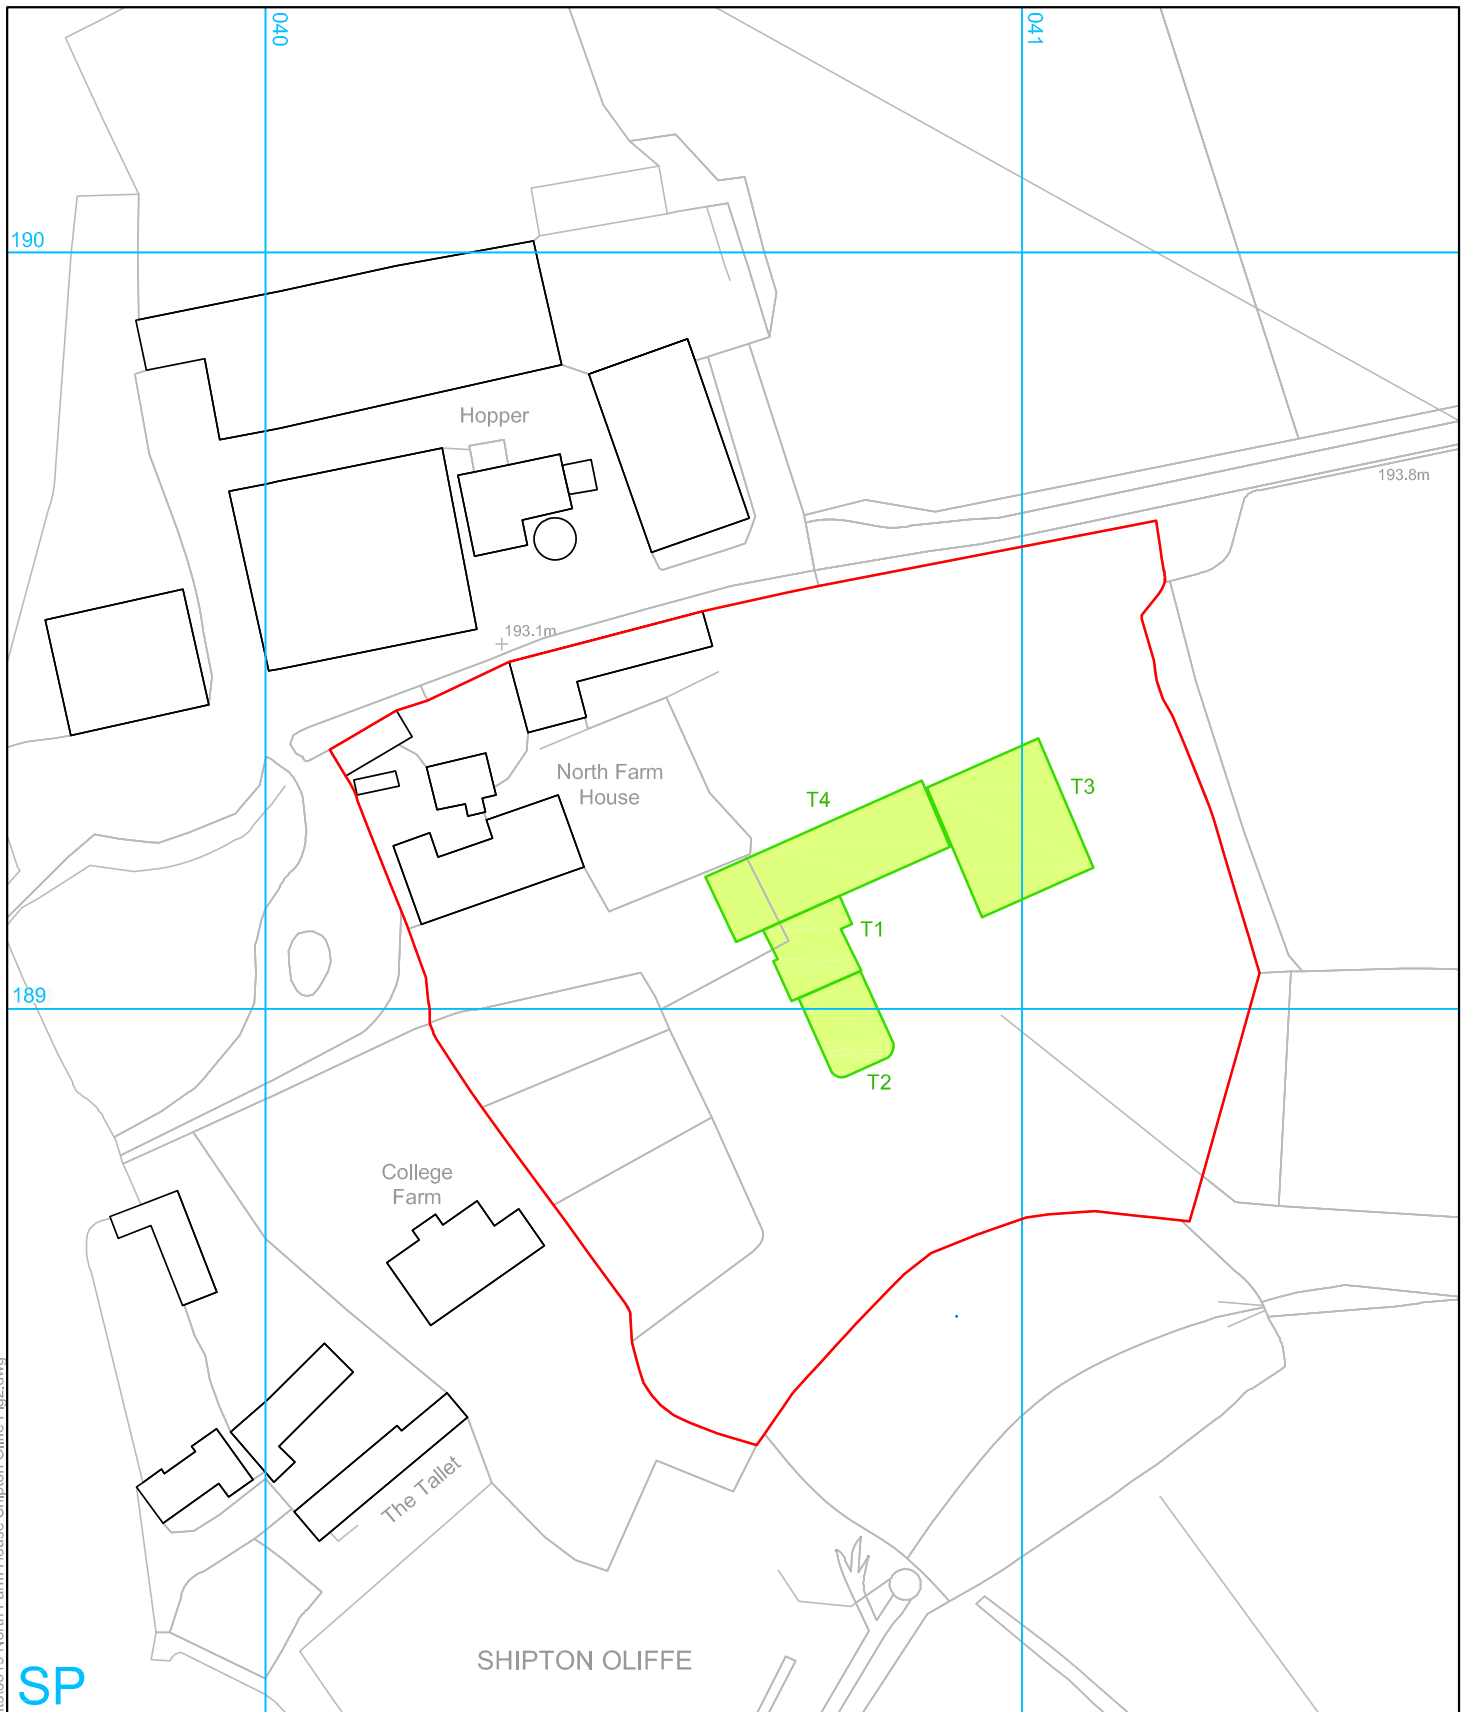 040
041
190
Hopper
193.8m
193.1m
North Farm
House
T4
T3
T1
189
T2
College
Farm
The Tallet
SHIPTON OLIFFE
SP